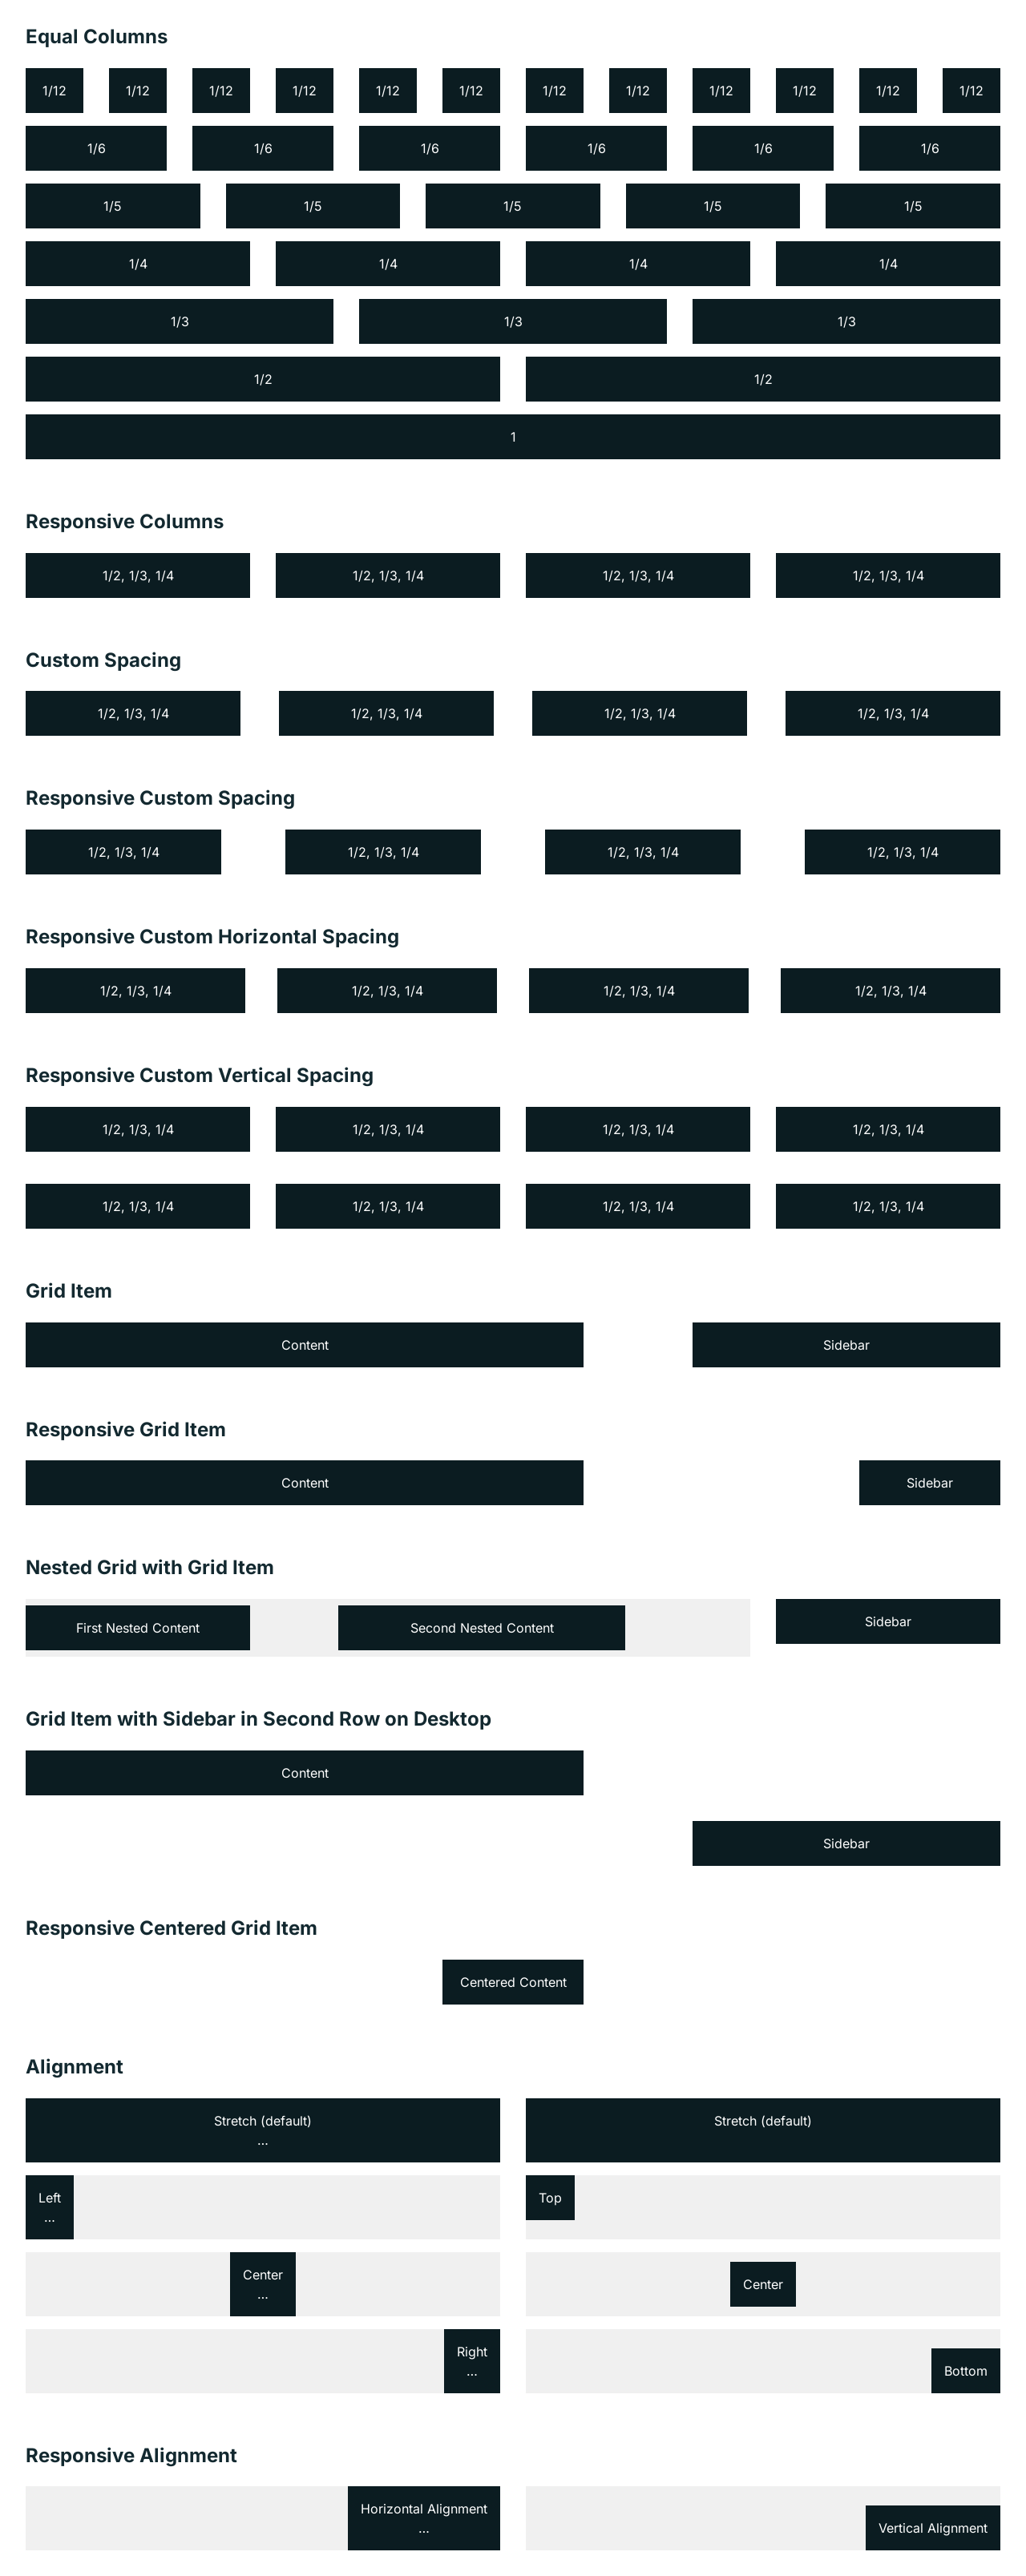 Equal Columns
1/12 1/12 1/12 1/12 1/12 1/12 1/12 1/12 1/12 1/12 1/12 1/12
1/6 1/6 1/6 1/6 1/6 1/6
1/5 1/5 1/5 1/5 1/5
1/4 1/4 1/4 1/4
1/3 1/3 1/3
1/2 1/2
1
Responsive Columns
1/2, 1/3, 1/4 1/2, 1/3, 1/4 1/2, 1/3, 1/4 1/2, 1/3, 1/4
Custom Spacing
1/2, 1/3, 1/4 1/2, 1/3, 1/4 1/2, 1/3, 1/4 1/2, 1/3, 1/4
Responsive Custom Spacing
1/2, 1/3, 1/4 1/2, 1/3, 1/4 1/2, 1/3, 1/4 1/2, 1/3, 1/4
Responsive Custom Horizontal Spacing
1/2, 1/3, 1/4 1/2, 1/3, 1/4 1/2, 1/3, 1/4 1/2, 1/3, 1/4
Responsive Custom Vertical Spacing
1/2, 1/3, 1/4 1/2, 1/3, 1/4 1/2, 1/3, 1/4 1/2, 1/3, 1/4
1/2, 1/3, 1/4 1/2, 1/3, 1/4 1/2, 1/3, 1/4 1/2, 1/3, 1/4
Grid Item
Content Sidebar
Responsive Grid Item
Content Sidebar
Nested Grid with Grid Item
First Nested Content Second Nested Content Sidebar
Grid Item with Sidebar in Second Row on Desktop
Content
Sidebar
Responsive Centered Grid Item
Centered Content
Alignment
Stretch (default) Stretch (default)
...
Left Top
...
Center Center
...
Right Bottom
...
Responsive Alignment
Horizontal Alignment Vertical Alignment
...